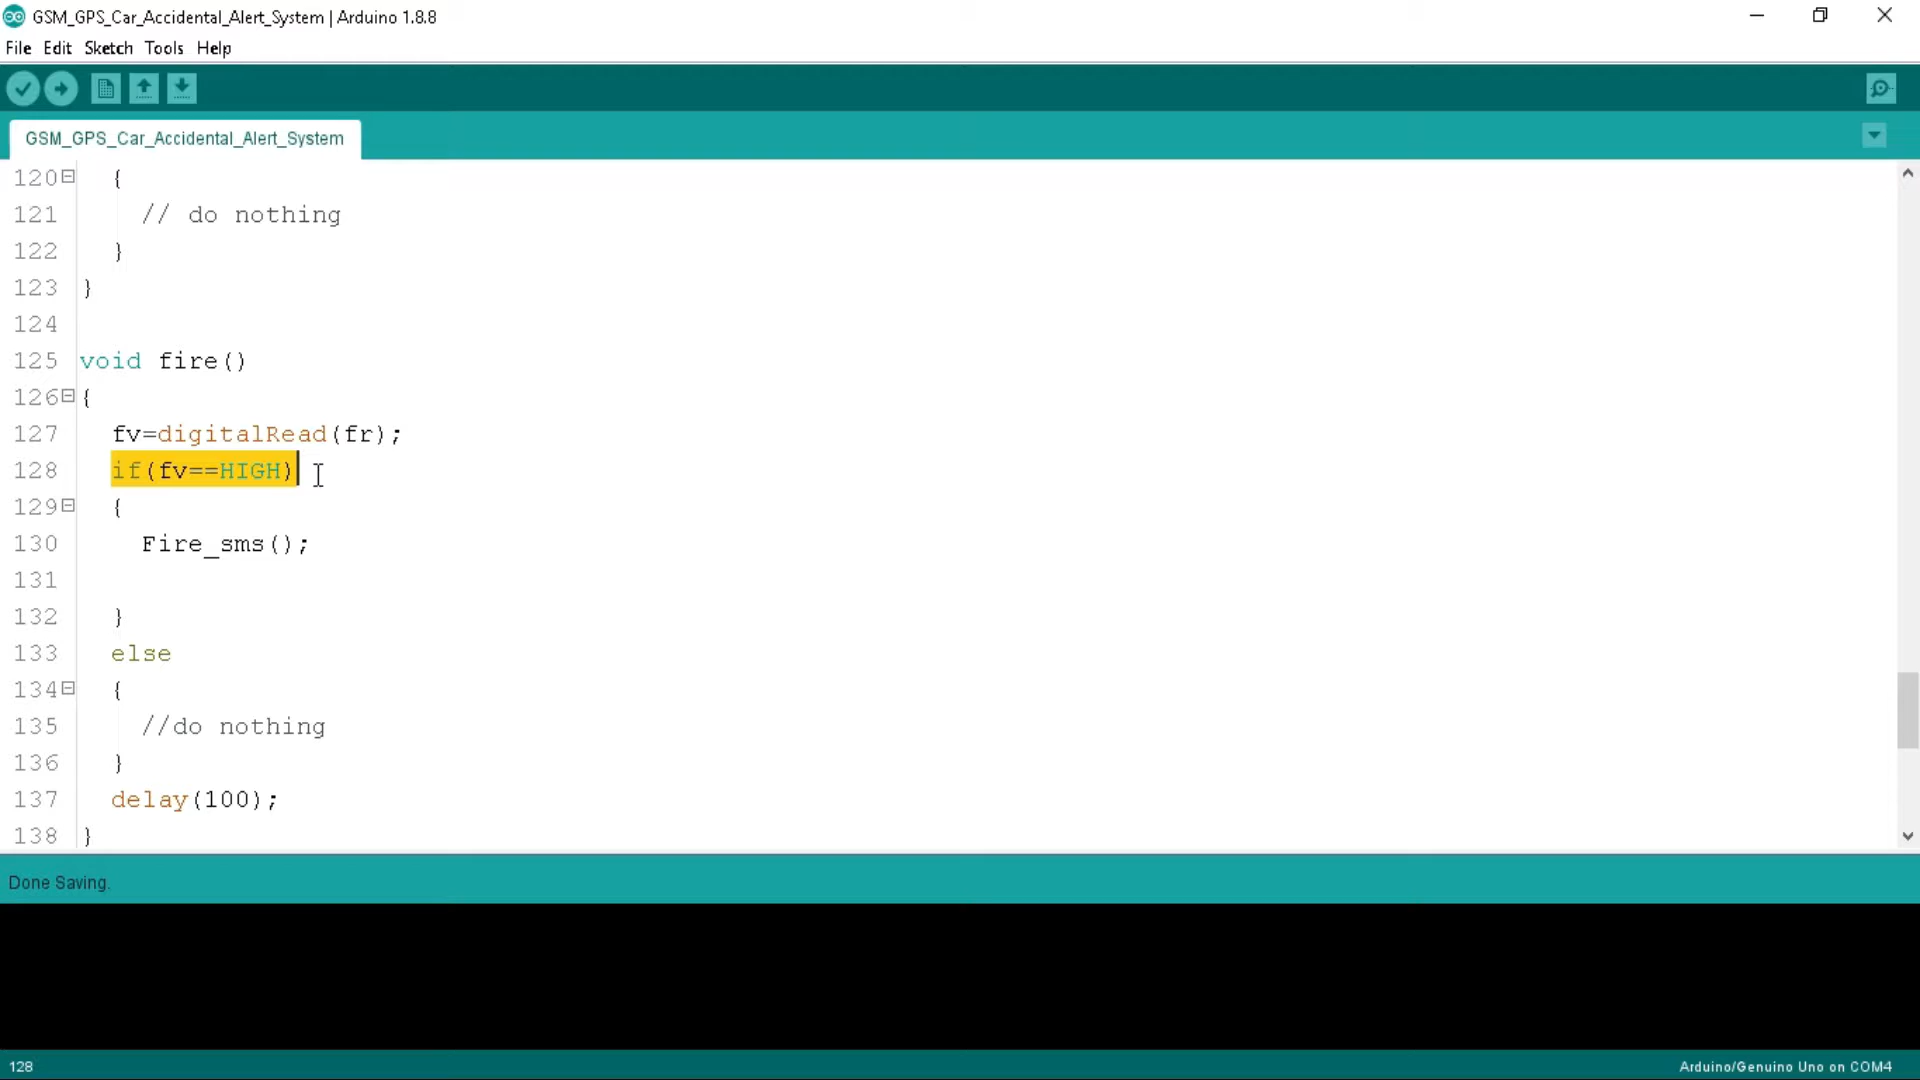 GSM_GPS_Car_Accidental_Alert_System | Arduino 1.8.8
File Edit Sketch Tools Help
GSM_GPS_Car_Accidental_Alert_System
120 {
121 // do nothing
122 }
123 }
124
125 void fire()
126 {
127 fv=digitalRead(fr);
128 if(fv==HIGH)
129 {
130 Fire_sms();
131
132 }
133 else
134 {
135 //do nothing
136 }
137 delay(100);
138 }
Done Saving.
128 Arduino/Genuino Uno on COM4